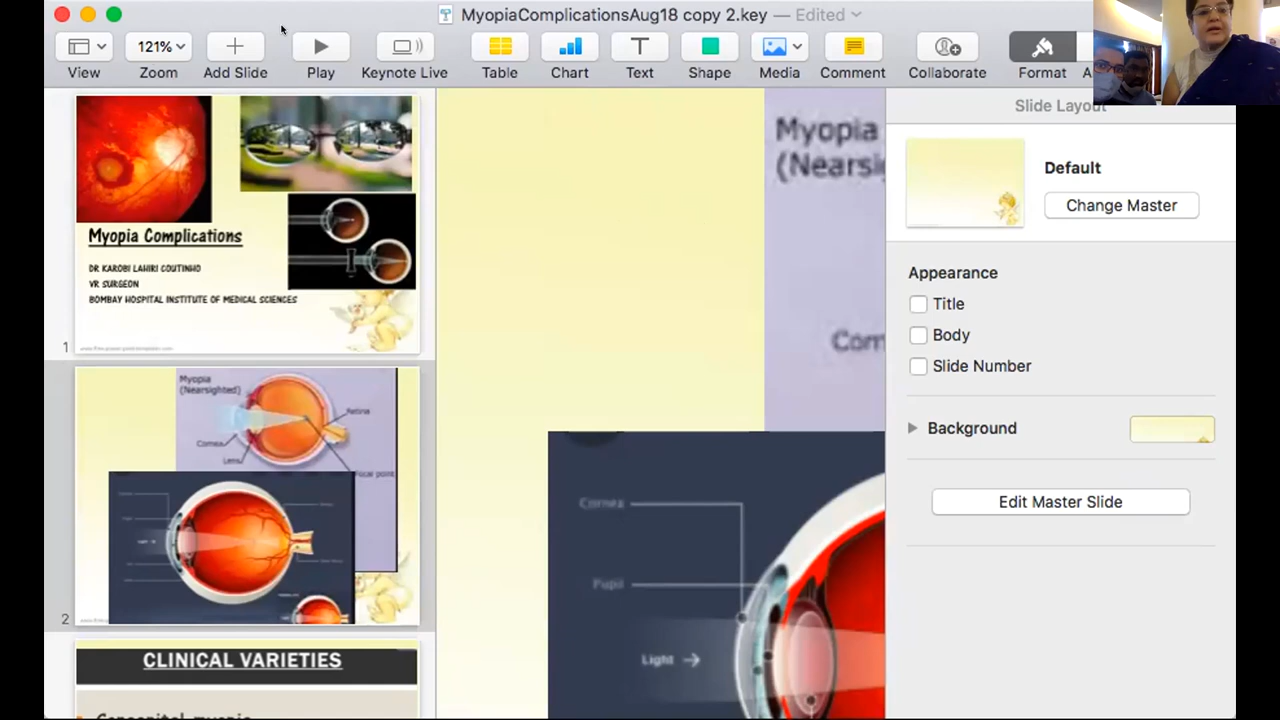 MyopiaComplicationsAug18 copy 2.key — Edited
121%
View
Zoom
Add Slide
Play
Keynote Live
Table
Chart
Text
Shape
Media
Comment
Collaborate
Format
Slide Layout
Default
Change Master
Appearance
Title
Body
Slide Number
Background
Edit Master Slide
Myopia Complications
DR KAROBI LAHIRI COUTINHO
VR SURGEON
BOMBAY HOSPITAL INSTITUTE OF MEDICAL SCIENCES
1
Myopia
(Nearsighted)
Retina
Cornea
Lens
Focal point
2
CLINICAL VARIETIES
Congenital myopia
Myopia
Cornea
Pupil
Light